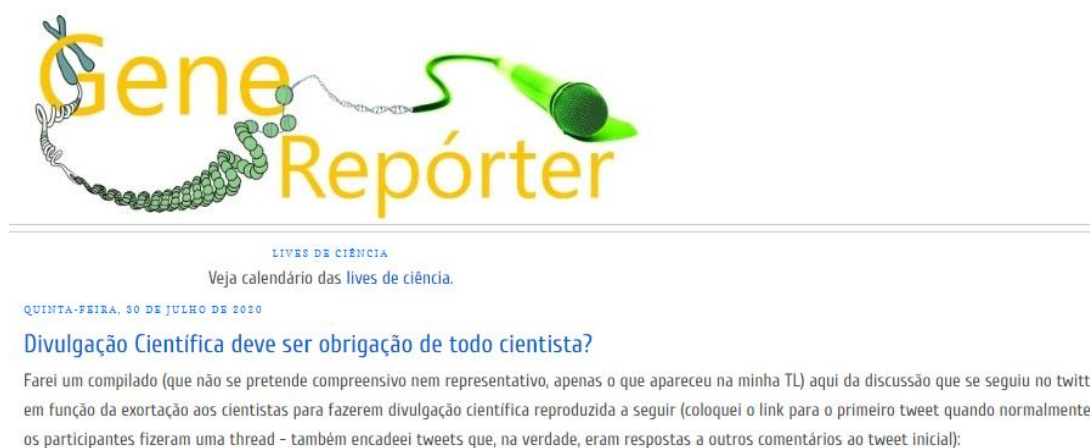 Gene
Repórter
LIVES DE CIÊNCIA
Veja calendário das lives de ciência.
QUINTA-FEIRA, 30 DE JULHO DE 2020
Divulgação Científica deve ser obrigação de todo cientista?
Farei um compilado (que não se pretende compreensivo nem representativo, apenas o que apareceu na minha TL) aqui da discussão que se seguiu no twitt
em função da exortação aos cientistas para fazerem divulgação científica reproduzida a seguir (coloquei o link para o primeiro tweet quando normalmente
os participantes fizeram uma thread - também encadeei tweets que, na verdade, eram respostas a outros comentários ao tweet inicial):